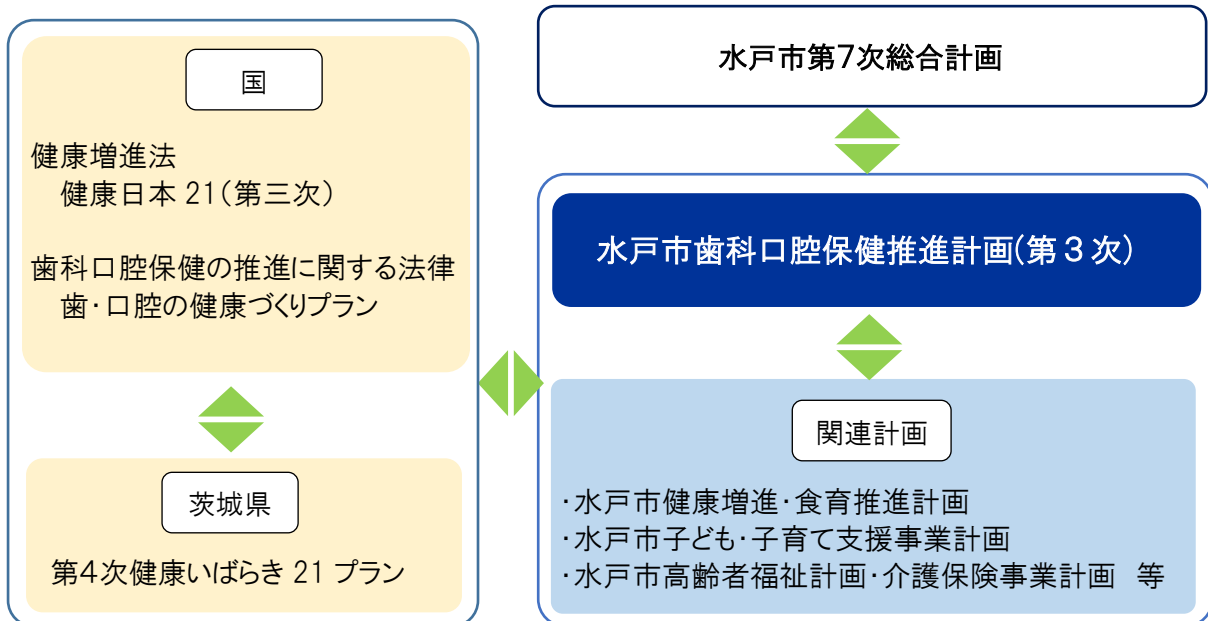 国
健康増進法
健康日本 21(第三次)
歯科口腔保健の推進に関する法律
歯・口腔の健康づくりプラン
茨城県
第4次健康いばらき 21 プラン
水戸市第7次総合計画
水戸市歯科口腔保健推進計画(第3次)
関連計画
・水戸市健康増進・食育推進計画
・水戸市子ども・子育て支援事業計画
・水戸市高齢者福祉計画・介護保険事業計画 等